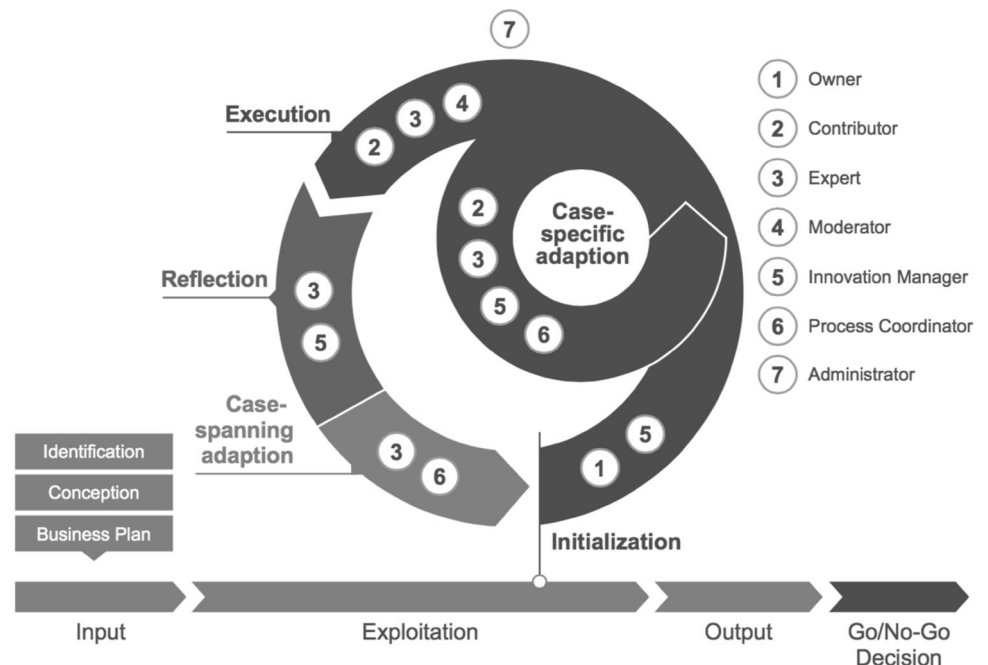 7
1 Owner
2 Contributor
3 Expert
4 Moderator
5 Innovation Manager
6 Process Coordinator
7 Administrator
Execution
2
3
4
Case-
specific
adaption
2
3
5
6
Reflection
3
5
Case-
spanning
adaption
3
6
5
1
Initialization
Identification
Conception
Business Plan
Input
Exploitation
Output
Go/No-Go
Decision